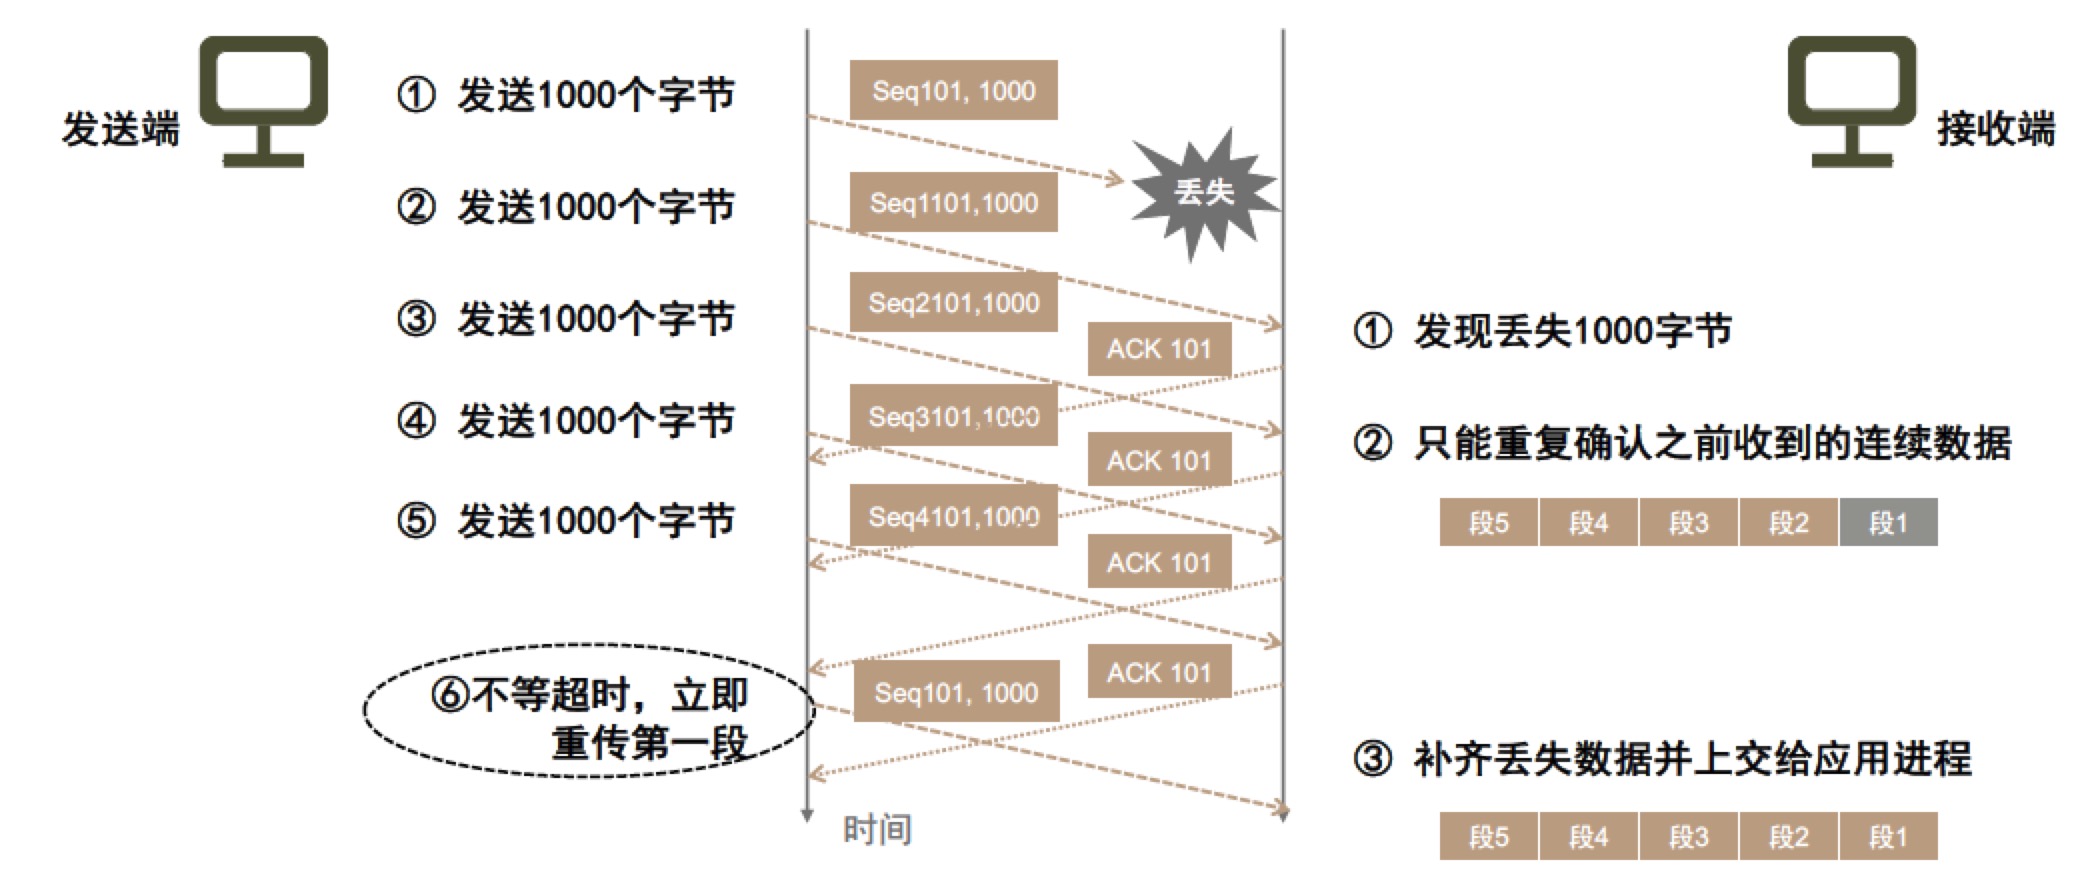 发送端
① 发送1000个字节
② 发送1000个字节
③ 发送1000个字节
④ 发送1000个字节
⑤ 发送1000个字节
⑥不等超时，立即
重传第一段
Seq101, 1000
Seq1101,1000
Seq2101,1000
Seq3101,1000
Seq4101,1000
Seq101, 1000
丢失
ACK 101
ACK 101
ACK 101
ACK 101
时间
接收端
① 发现丢失1000字节
② 只能重复确认之前收到的连续数据
段5 段4 段3 段2 段1
③ 补齐丢失数据并上交给应用进程
段5 段4 段3 段2 段1